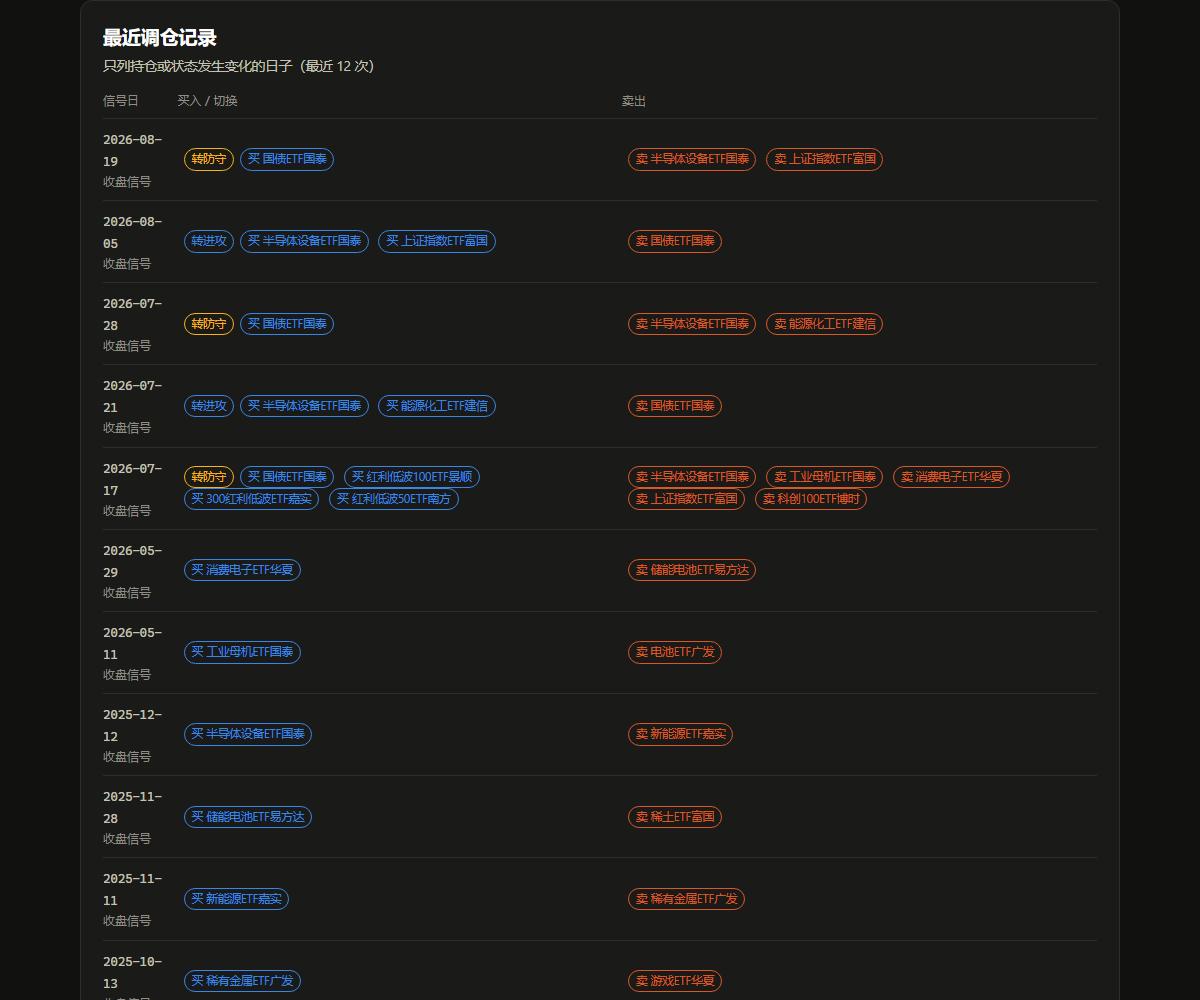 最近调仓记录
只列持仓或状态发生变化的日子（最近 12 次）
信号日 买入 / 切换 卖出
2026-08-19 收盘信号 转防守 买 国债ETF国泰 卖 半导体设备ETF国泰 卖 上证指数ETF富国
2026-08-05 收盘信号 转进攻 买 半导体设备ETF国泰 买 上证指数ETF富国 卖 国债ETF国泰
2026-07-28 收盘信号 转防守 买 国债ETF国泰 卖 半导体设备ETF国泰 卖 能源化工ETF建信
2026-07-21 收盘信号 转进攻 买 半导体设备ETF国泰 买 能源化工ETF建信 卖 国债ETF国泰
2026-07-17 收盘信号 转防守 买 国债ETF国泰 买 红利低波100ETF景顺 买 300红利低波ETF嘉实 买 红利低波50ETF南方 卖 半导体设备ETF国泰 卖 工业母机ETF国泰 卖 消费电子ETF华夏 卖 上证指数ETF富国 卖 科创100ETF博时
2026-05-29 收盘信号 买 消费电子ETF华夏 卖 储能电池ETF易方达
2026-05-11 收盘信号 买 工业母机ETF国泰 卖 电池ETF广发
2025-12-12 收盘信号 买 半导体设备ETF国泰 卖 新能源ETF嘉实
2025-11-28 收盘信号 买 储能电池ETF易方达 卖 稀土ETF富国
2025-11-11 收盘信号 买 新能源ETF嘉实 卖 稀有金属ETF广发
2025-10-13 买 稀有金属ETF广发 卖 游戏ETF华夏